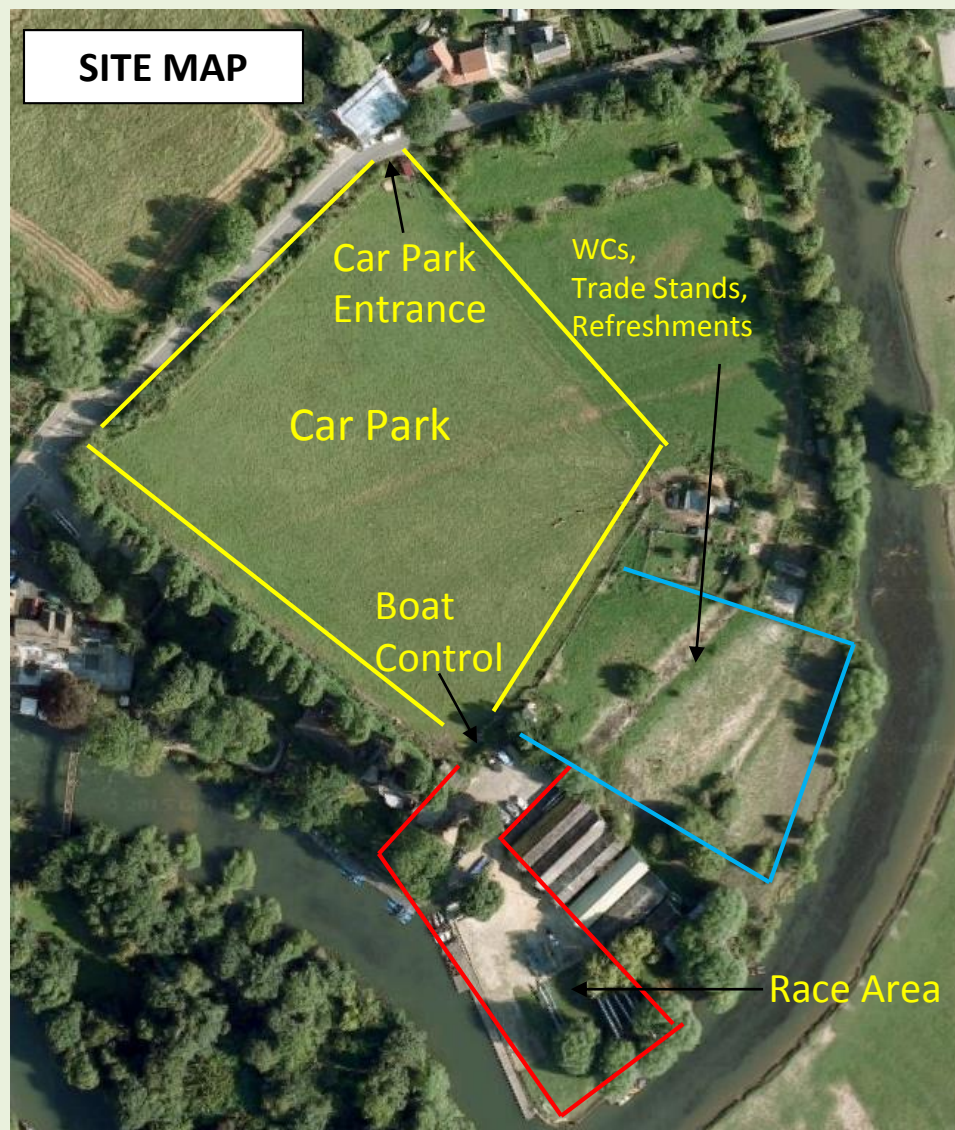 SITE MAP
Car Park
Entrance
WCs,
Trade Stands,
Refreshments
Car Park
Boat
Control
Race Area